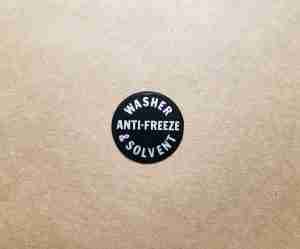 WASHER
ANTI-FREEZE
& SOLVENT